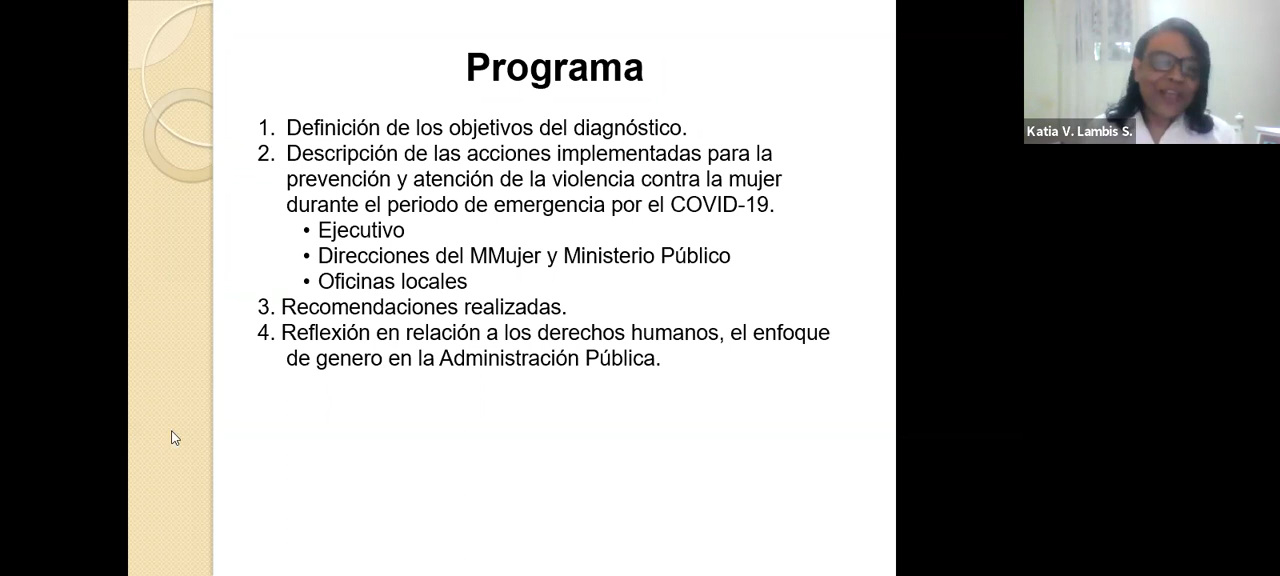 Programa
1. Definición de los objetivos del diagnóstico.
2. Descripción de las acciones implementadas para la
prevención y atención de la violencia contra la mujer
durante el periodo de emergencia por el COVID-19.
• Ejecutivo
• Direcciones del MMujer y Ministerio Público
• Oficinas locales
3. Recomendaciones realizadas.
4. Reflexión en relación a los derechos humanos, el enfoque
de genero en la Administración Pública.
Katia V. Lambis S.